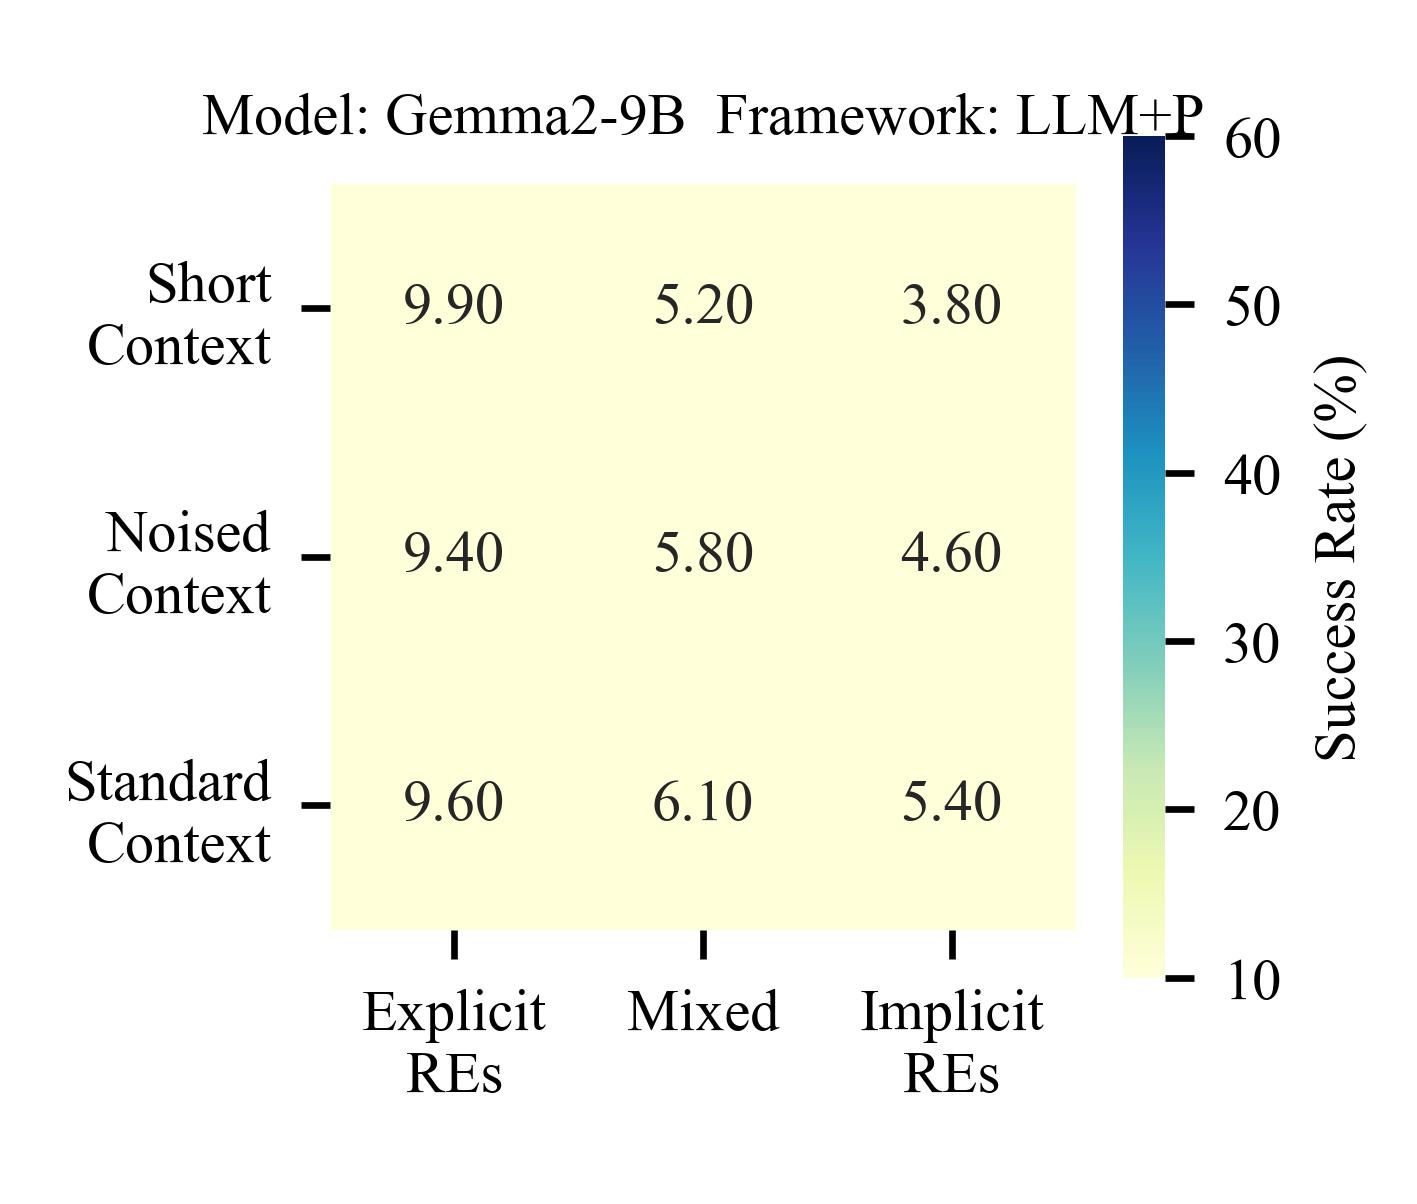 Model: Gemma2-9B  Framework: LLM+P
Short
Context
9.90 5.20 3.80
Noised
Context
9.40 5.80 4.60
Standard
Context
9.60 6.10 5.40
Explicit
REs
Mixed
Implicit
REs
60
50
40
30
20
10
Success Rate (%)